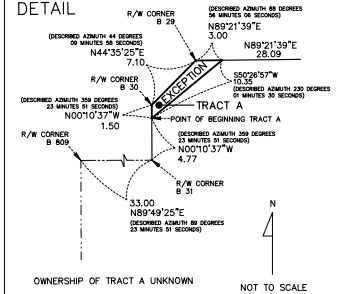 DETAIL
R/W CORNER
B 29
(DESCRIBED AZIMUTH 88 DEGREES
56 MINUTES 06 SECONDS)
N89°21'39"E
3.00
(DESCRIBED AZIMUTH 44 DEGREES
09 MINUTES 58 SECONDS)
N44°35'25"E
7.10
N89°21'39"E
28.09
R/W CORNER
B 30
EXCEPTION
S50°26'57"W
10.35
(DESCRIBED AZIMUTH 230 DEGREES
01 MINUTES 30 SECONDS)
(DESCRIBED AZIMUTH 359 DEGREES
23 MINUTES 51 SECONDS)
N00°10'37"W
1.50
TRACT A
POINT OF BEGINNING TRACT A
(DESCRIBED AZIMUTH 359 DEGREES
23 MINUTES 51 SECONDS)
N00°10'37"W
4.77
R/W CORNER
B 809
R/W CORNER
B 31
33.00
N89°49'25"E
(DESCRIBED AZIMUTH 89 DEGREES
23 MINUTES 51 SECONDS)
N
OWNERSHIP OF TRACT A UNKNOWN
NOT TO SCALE